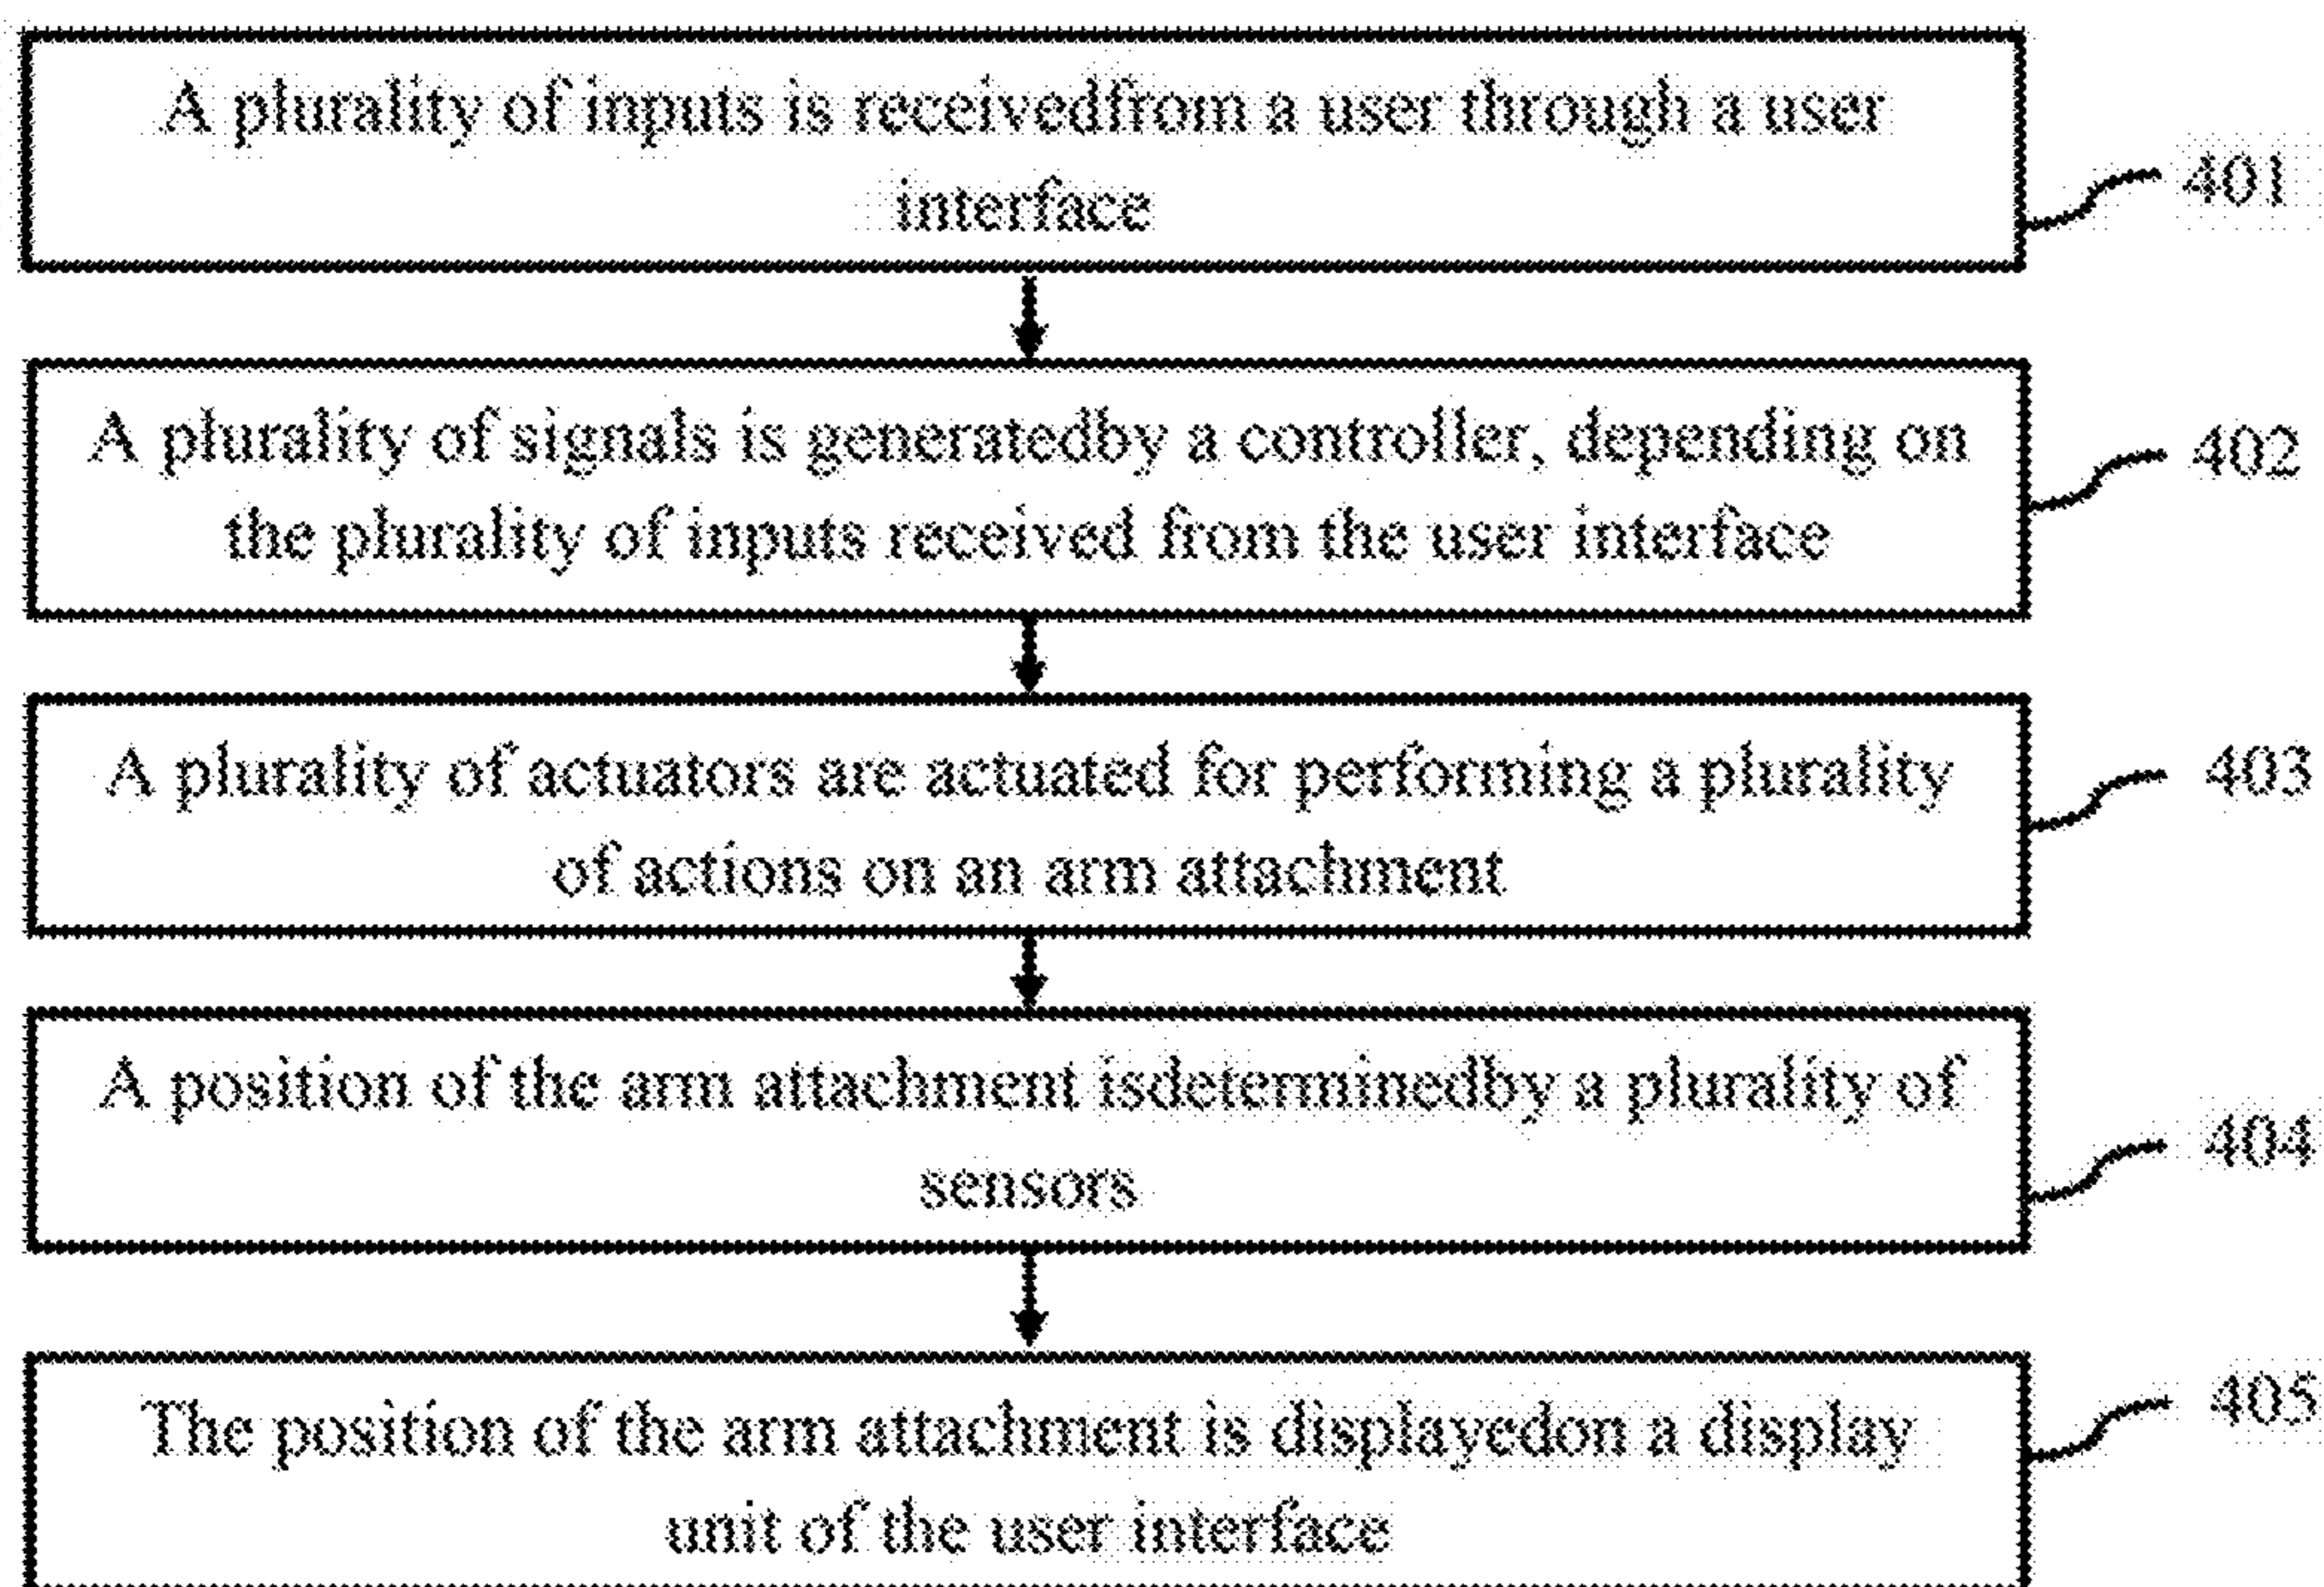 A plurality of inputs is receivedfrom a user through a user
interface
401
A plurality of signals is generatedby a controller, depending on
the plurality of inputs received from the user interface
402
A plurality of actuators are actuated for performing a plurality
of actions on an arm attachment
403
A position of the arm attachment isdeterminedby a plurality of
sensors
404
The position of the arm attachment is displayedon a display
unit of the user interface
405